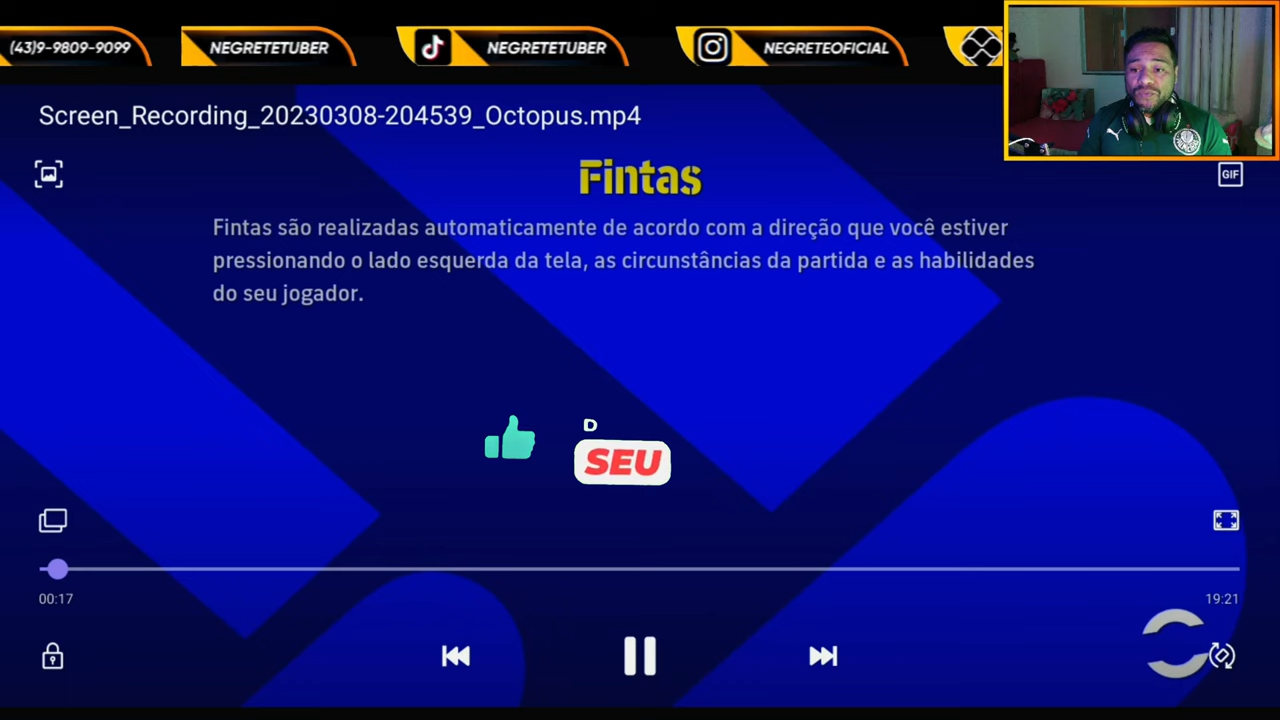 (43)9-9809-9099
NEGRETETUBER
NEGRETETUBER
NEGRETEOFICIAL
Screen_Recording_20230308-204539_Octopus.mp4
GIF
Fintas
Fintas são realizadas automaticamente de acordo com a direção que você estiver
pressionando o lado esquerda da tela, as circunstâncias da partida e as habilidades
do seu jogador.
D
SEU
00:17
19:21